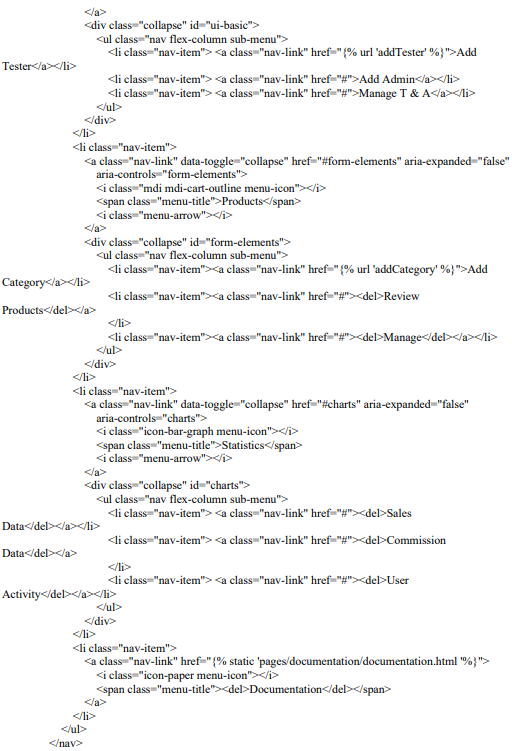 </a>
<div class="collapse" id="ui-basic">
<ul class="nav flex-column sub-menu">
<li class="nav-item"> <a class="nav-link" href="{% url 'addTester' %}">Add
Tester</a></li>
<li class="nav-item"> <a class="nav-link" href="#">Add Admin</a></li>
<li class="nav-item"> <a class="nav-link" href="#">Manage T & A</a></li>
</ul>
</div>
</li>
<li class="nav-item">
<a class="nav-link" data-toggle="collapse" href="#form-elements" aria-expanded="false"
aria-controls="form-elements">
<i class="mdi mdi-cart-outline menu-icon"></i>
<span class="menu-title">Products</span>
<i class="menu-arrow"></i>
</a>
<div class="collapse" id="form-elements">
<ul class="nav flex-column sub-menu">
<li class="nav-item"><a class="nav-link" href="{% url 'addCategory' %}">Add
Category</a></li>
<li class="nav-item"><a class="nav-link" href="#"><del>Review
Products</del></a>
</li>
<li class="nav-item"><a class="nav-link" href="#"><del>Manage</del></a></li>
</ul>
</div>
</li>
<li class="nav-item">
<a class="nav-link" data-toggle="collapse" href="#charts" aria-expanded="false"
aria-controls="charts">
<i class="icon-bar-graph menu-icon"></i>
<span class="menu-title">Statistics</span>
<i class="menu-arrow"></i>
</a>
<div class="collapse" id="charts">
<ul class="nav flex-column sub-menu">
<li class="nav-item"> <a class="nav-link" href="#"><del>Sales
Data</del></a></li>
<li class="nav-item"> <a class="nav-link" href="#"><del>Commission
Data</del></a>
</li>
<li class="nav-item"> <a class="nav-link" href="#"><del>User
Activity</del></a></li>
</ul>
</div>
</li>
<li class="nav-item">
<a class="nav-link" href="{% static 'pages/documentation/documentation.html '%}">
<i class="icon-paper menu-icon"></i>
<span class="menu-title"><del>Documentation</del></span>
</a>
</li>
</ul>
</nav>